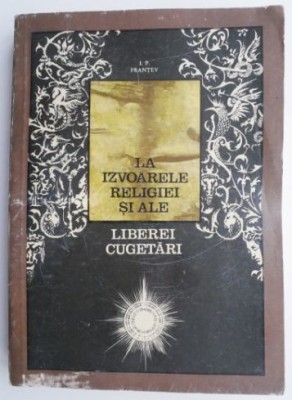 I. P.
FRANȚEV
LA
IZVOARELE
RELIGIEI
ȘI ALE
LIBEREI
CUGETĂRI